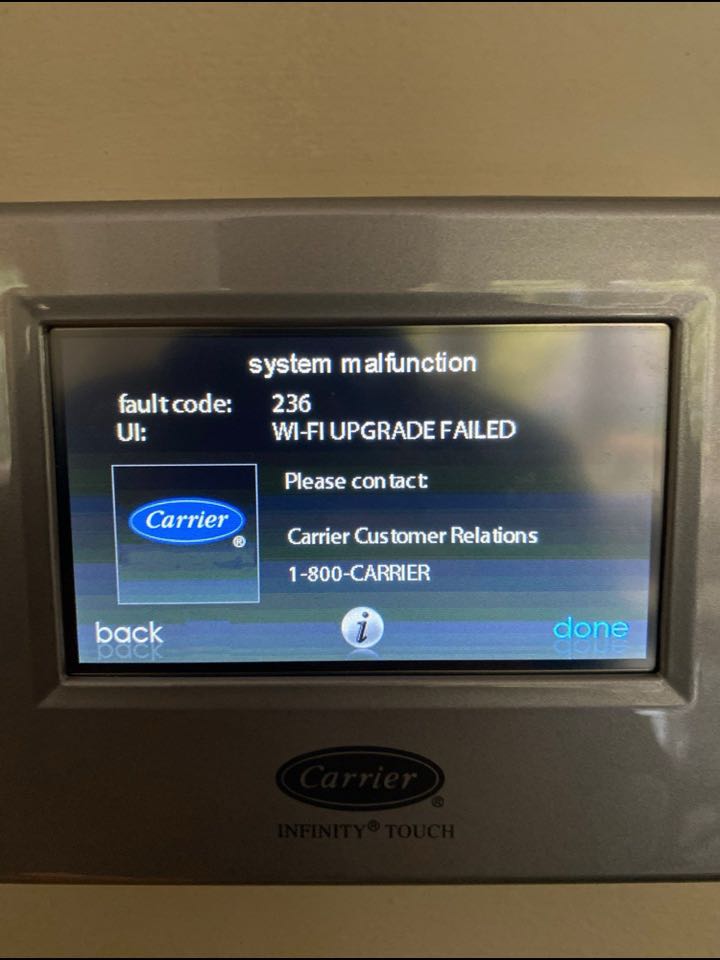 system malfunction
fault code: 236
UI: WI-FI UPGRADE FAILED
Please contact:
Carrier
®
Carrier Customer Relations
1-800-CARRIER
back
i
done
Carrier
®
INFINITY® TOUCH